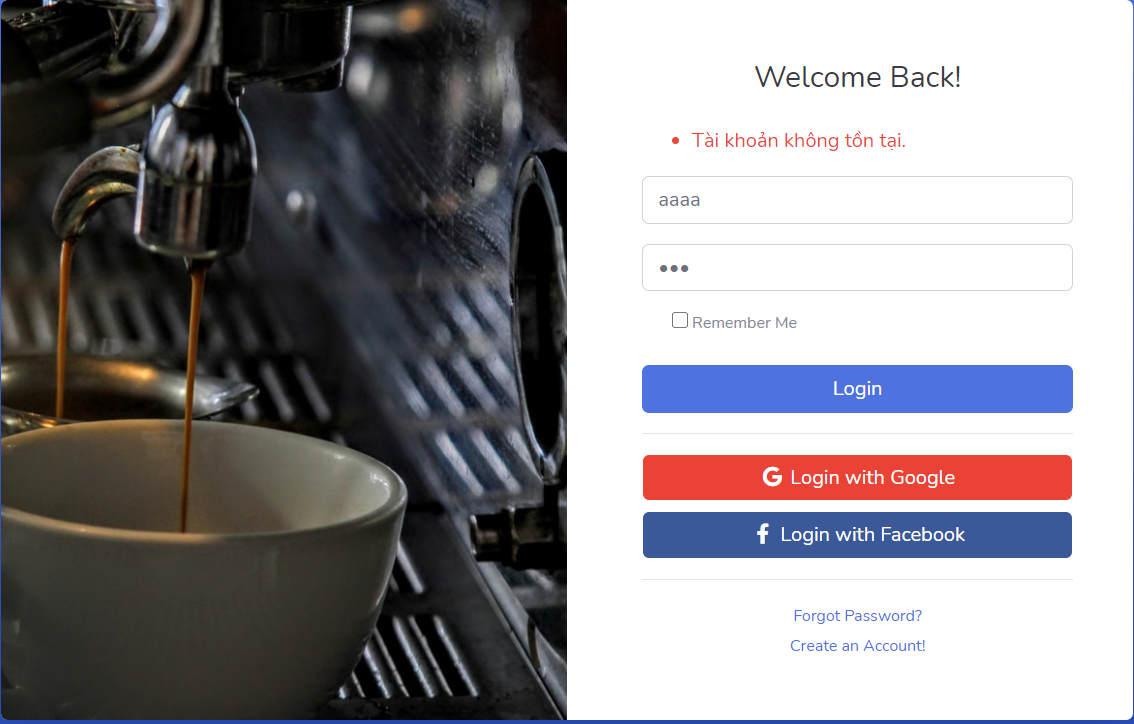 Welcome Back!
Tài khoản không tồn tại.
aaaa
•••
Remember Me
Login
Login with Google
Login with Facebook
Forgot Password?
Create an Account!